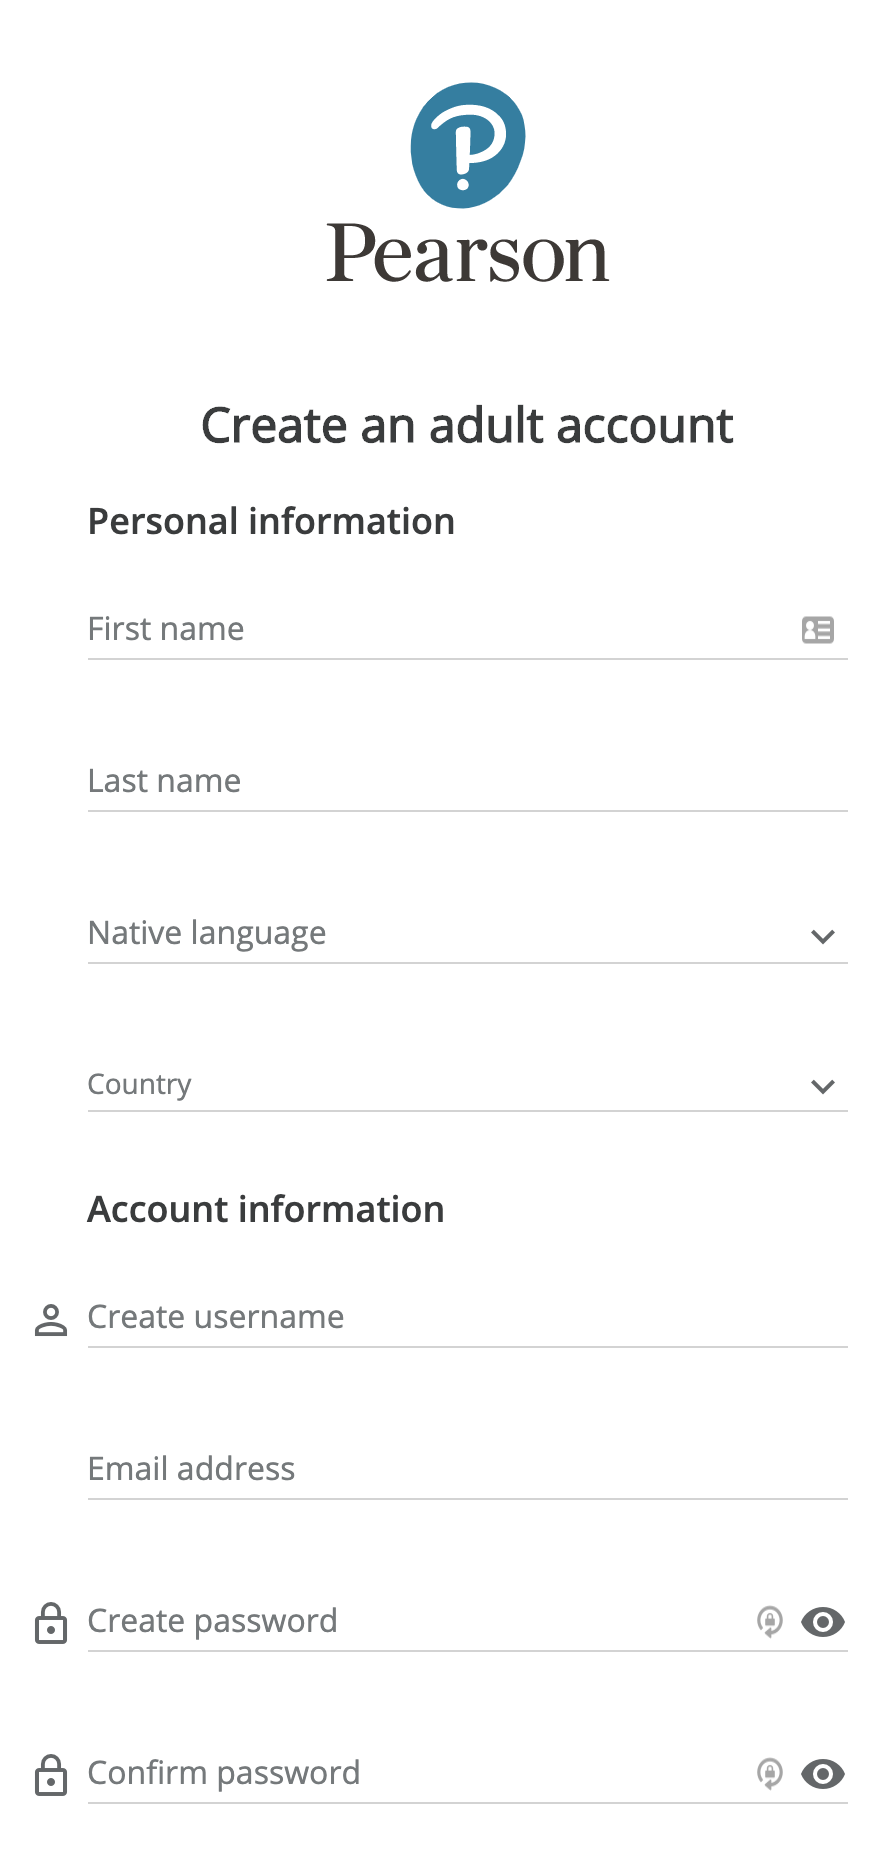 Pearson
Create an adult account
Personal information
First name
Last name
Native language
Country
Account information
Create username
Email address
Create password
Confirm password